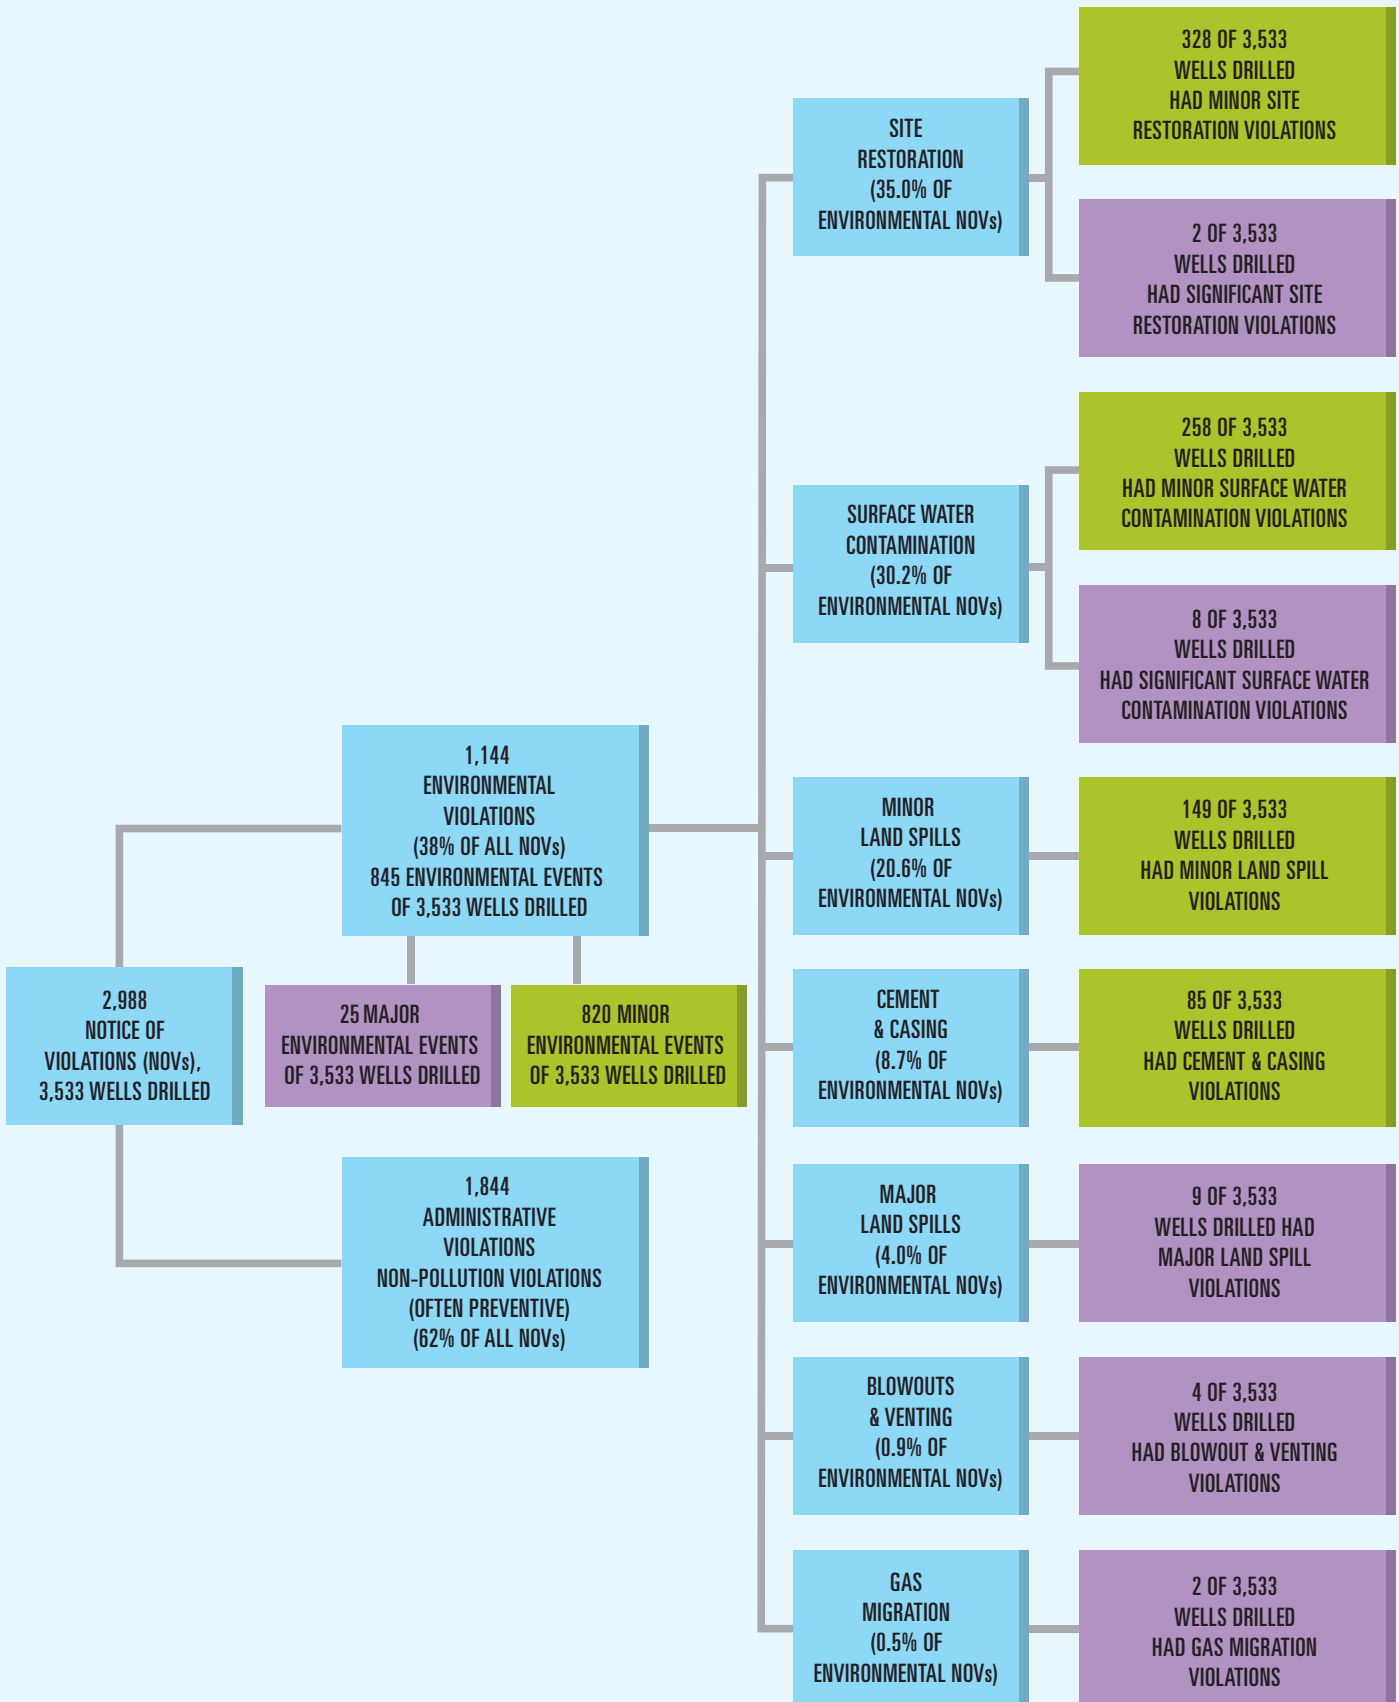 2,988
NOTICE OF
VIOLATIONS (NOVs),
3,533 WELLS DRILLED
1,144
ENVIRONMENTAL
VIOLATIONS
(38% OF ALL NOVs)
845 ENVIRONMENTAL EVENTS
OF 3,533 WELLS DRILLED
25 MAJOR
ENVIRONMENTAL EVENTS
OF 3,533 WELLS DRILLED
820 MINOR
ENVIRONMENTAL EVENTS
OF 3,533 WELLS DRILLED
1,844
ADMINISTRATIVE
VIOLATIONS
NON-POLLUTION VIOLATIONS
(OFTEN PREVENTIVE)
(62% OF ALL NOVs)
SITE
RESTORATION
(35.0% OF
ENVIRONMENTAL NOVs)
328 OF 3,533
WELLS DRILLED
HAD MINOR SITE
RESTORATION VIOLATIONS
2 OF 3,533
WELLS DRILLED
HAD SIGNIFICANT SITE
RESTORATION VIOLATIONS
SURFACE WATER
CONTAMINATION
(30.2% OF
ENVIRONMENTAL NOVs)
258 OF 3,533
WELLS DRILLED
HAD MINOR SURFACE WATER
CONTAMINATION VIOLATIONS
8 OF 3,533
WELLS DRILLED
HAD SIGNIFICANT SURFACE WATER
CONTAMINATION VIOLATIONS
MINOR
LAND SPILLS
(20.6% OF
ENVIRONMENTAL NOVs)
149 OF 3,533
WELLS DRILLED
HAD MINOR LAND SPILL
VIOLATIONS
CEMENT
& CASING
(8.7% OF
ENVIRONMENTAL NOVs)
85 OF 3,533
WELLS DRILLED
HAD CEMENT & CASING
VIOLATIONS
MAJOR
LAND SPILLS
(4.0% OF
ENVIRONMENTAL NOVs)
9 OF 3,533
WELLS DRILLED HAD
MAJOR LAND SPILL
VIOLATIONS
BLOWOUTS
& VENTING
(0.9% OF
ENVIRONMENTAL NOVs)
4 OF 3,533
WELLS DRILLED
HAD BLOWOUT & VENTING
VIOLATIONS
GAS
MIGRATION
(0.5% OF
ENVIRONMENTAL NOVs)
2 OF 3,533
WELLS DRILLED
HAD GAS MIGRATION
VIOLATIONS